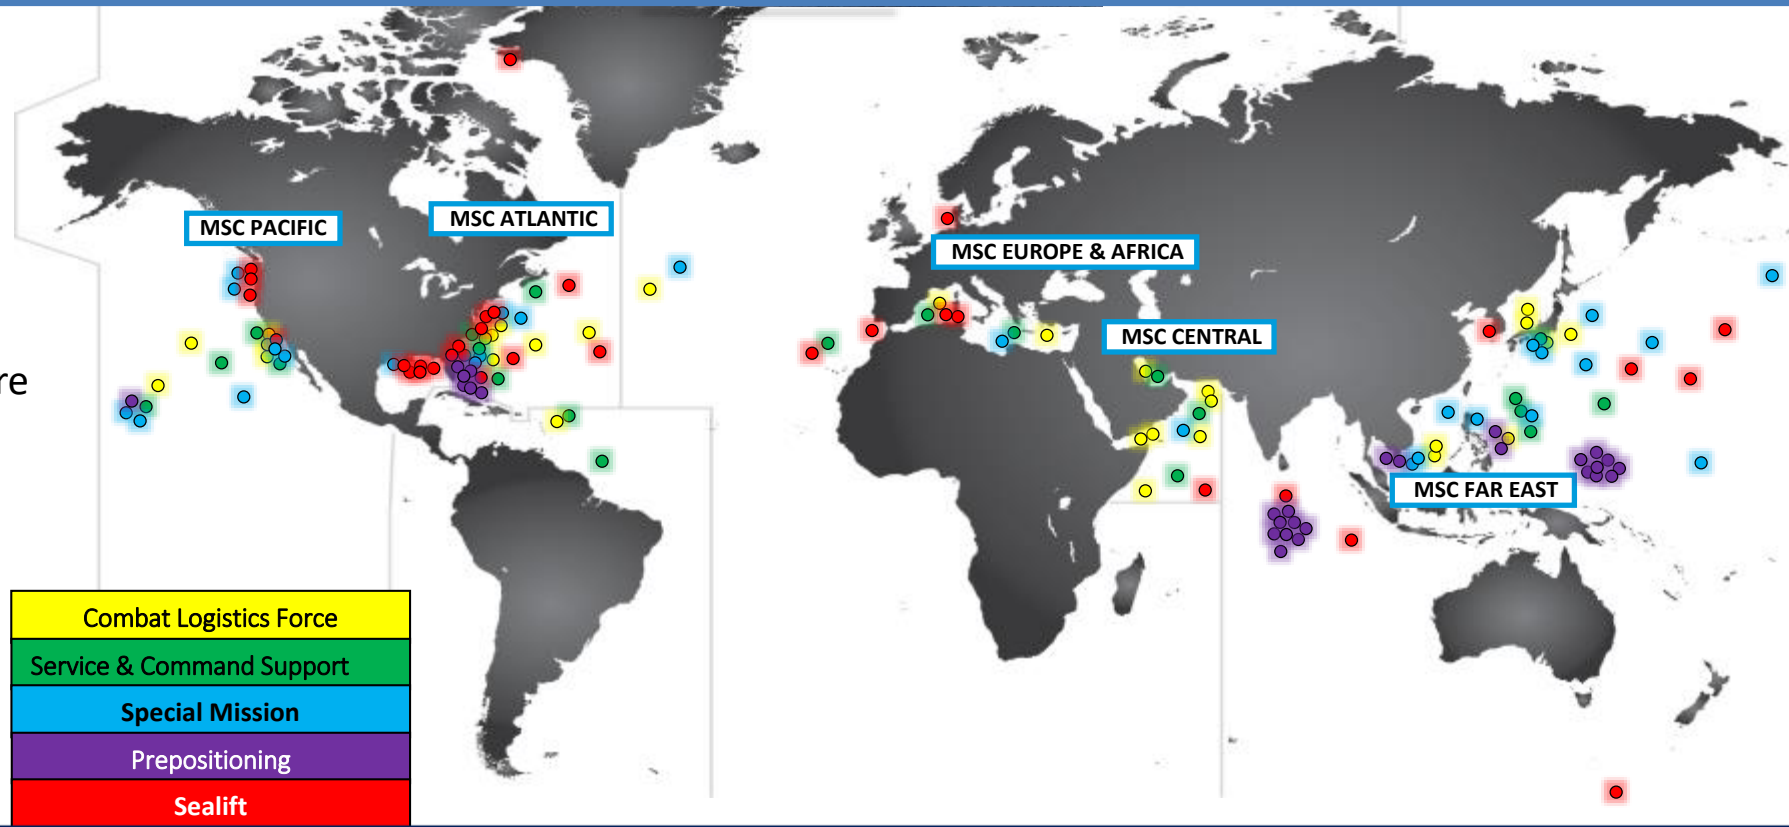 MSC PACIFIC
MSC ATLANTIC
MSC EUROPE & AFRICA
MSC CENTRAL
re
MSC FAR EAST
Combat Logistics Force
Service & Command Support
Special Mission
Prepositioning
Sealift